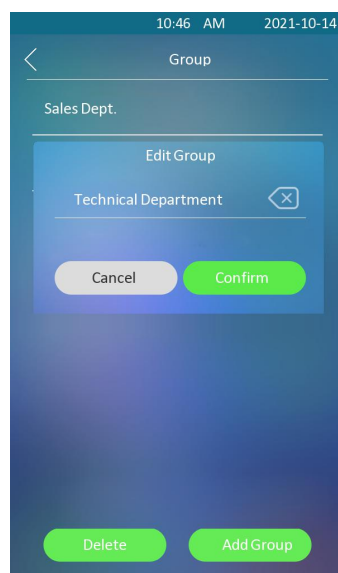 10:46 AM 2021-10-14
Group
Sales Dept.
Edit Group
Technical Department
Cancel Confirm
Delete Add Group